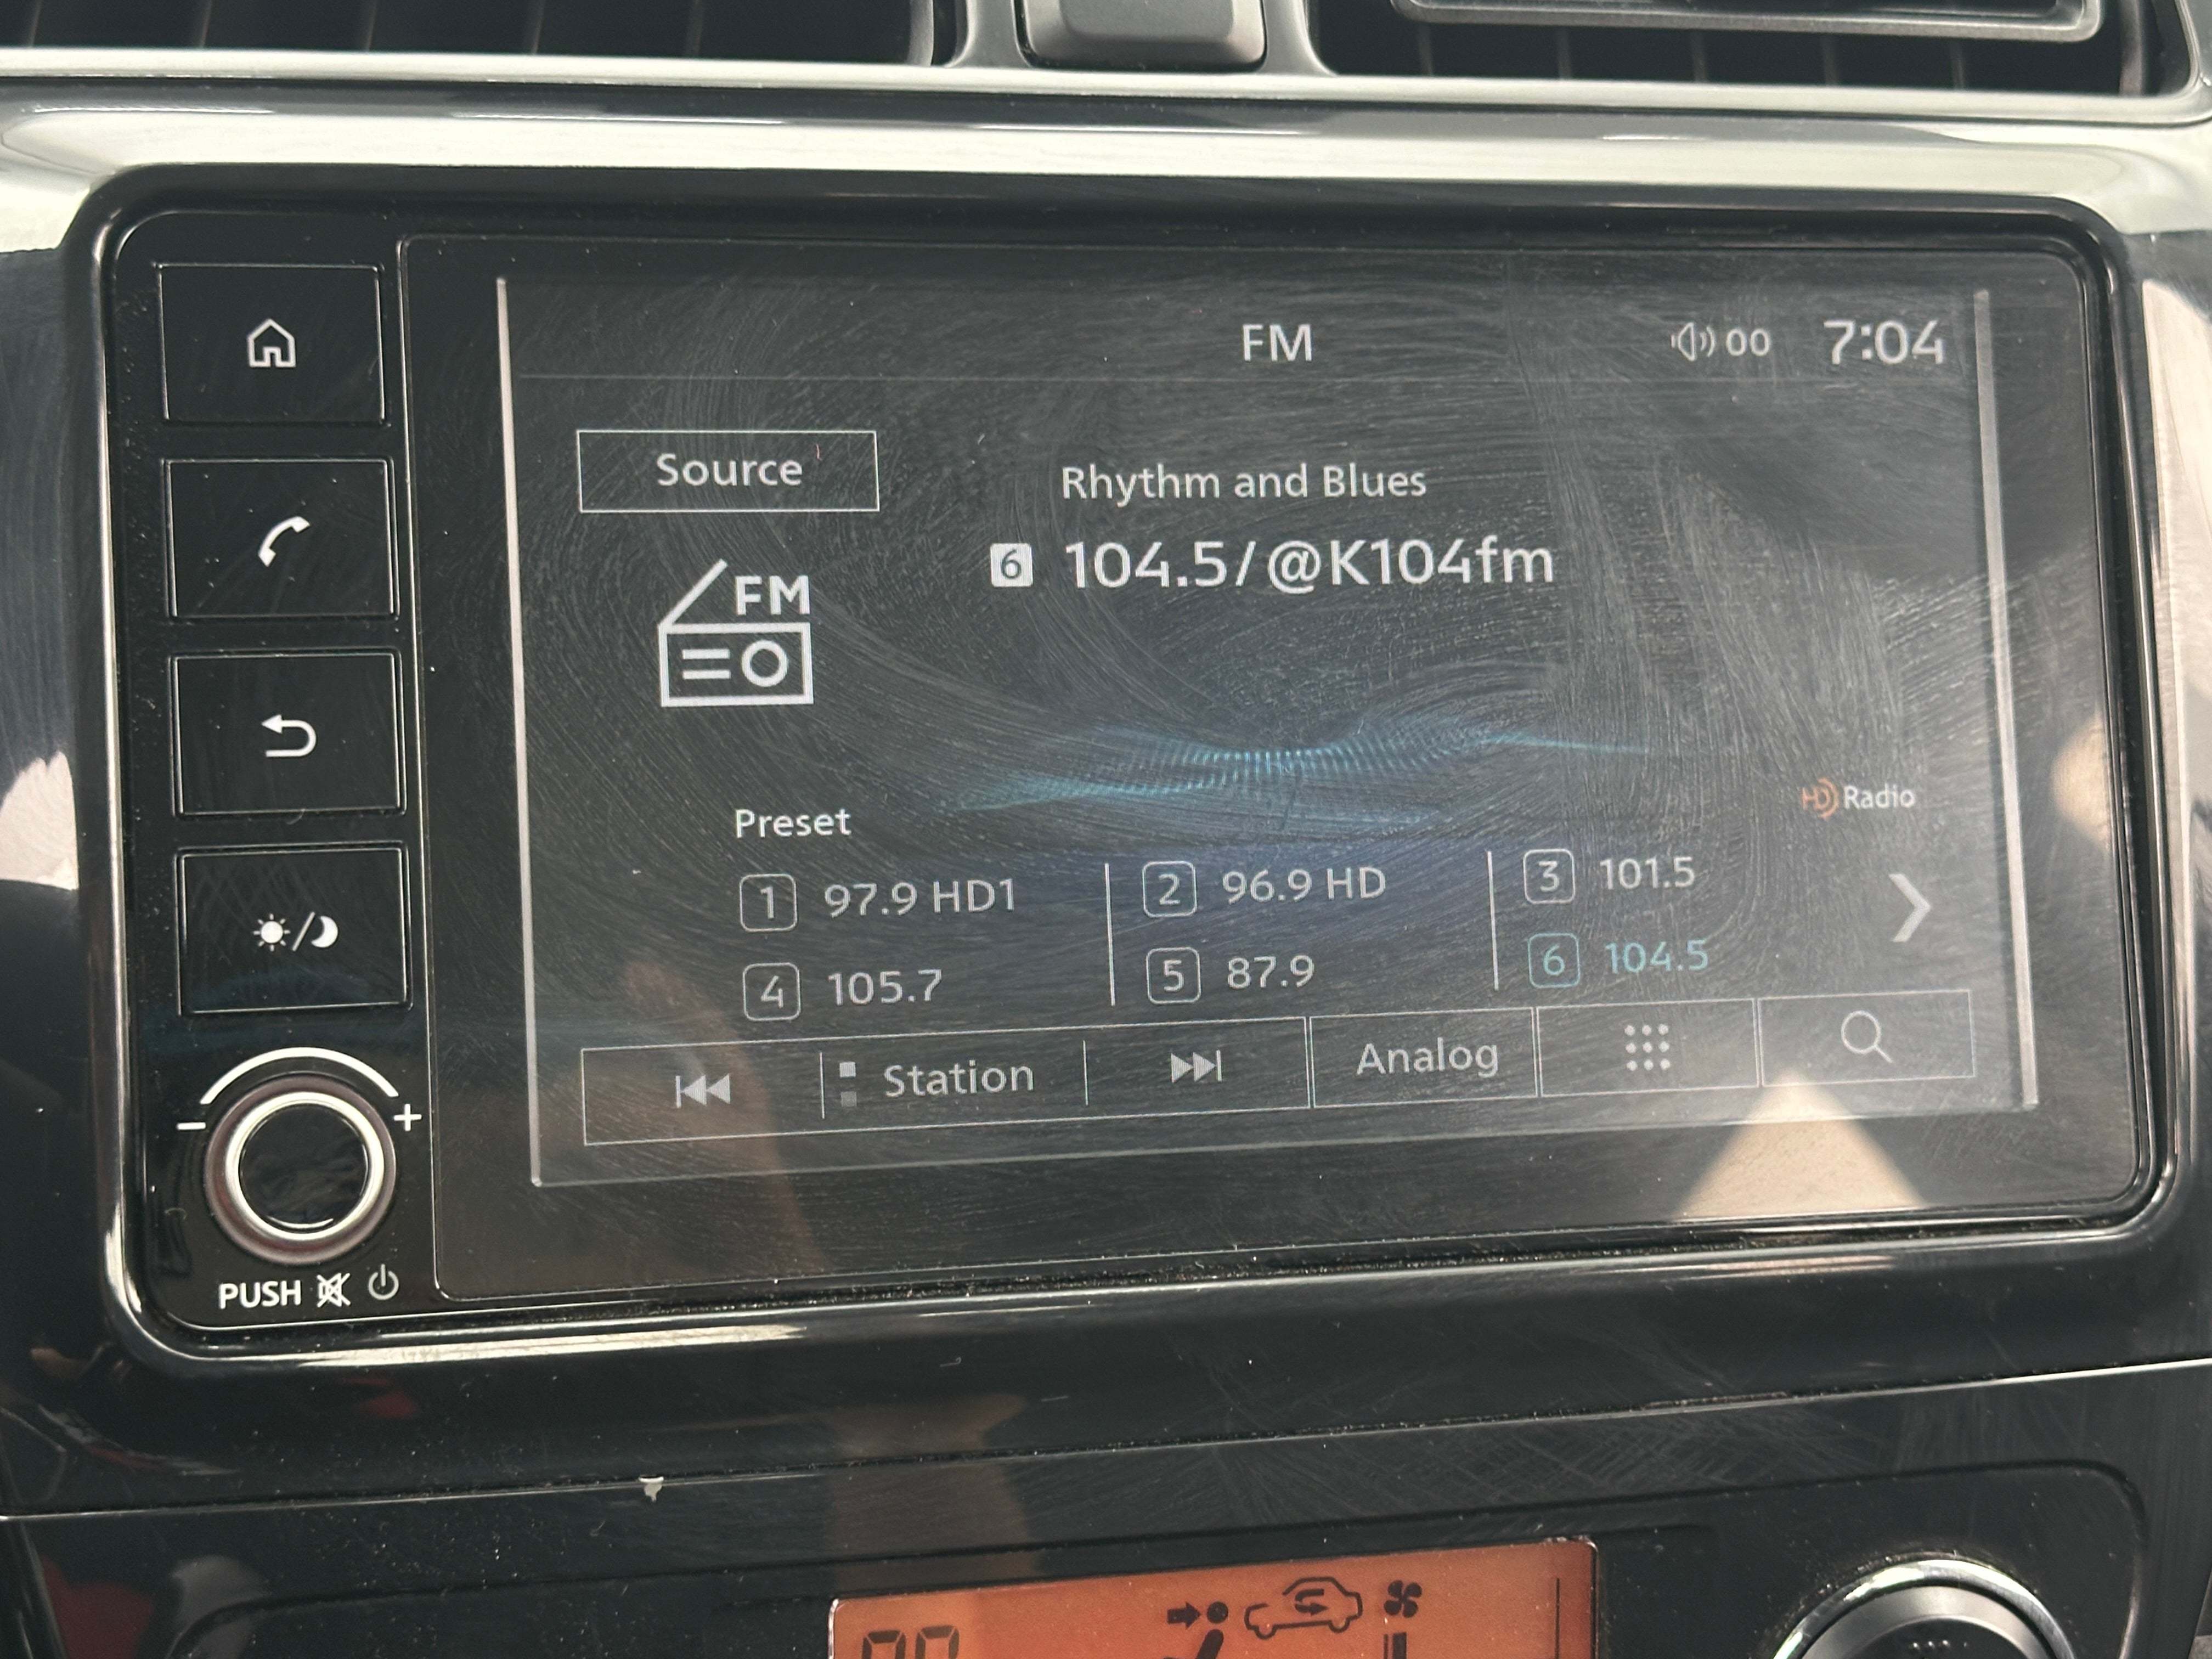 FM 00 7:04
Source
Rhythm and Blues
6 104.5/@K104fm
FM
HD Radio
Preset
1 97.9 HD1 2 96.9 HD 3 101.5
4 105.7 5 87.9 6 104.5
Station Analog
- +
PUSH